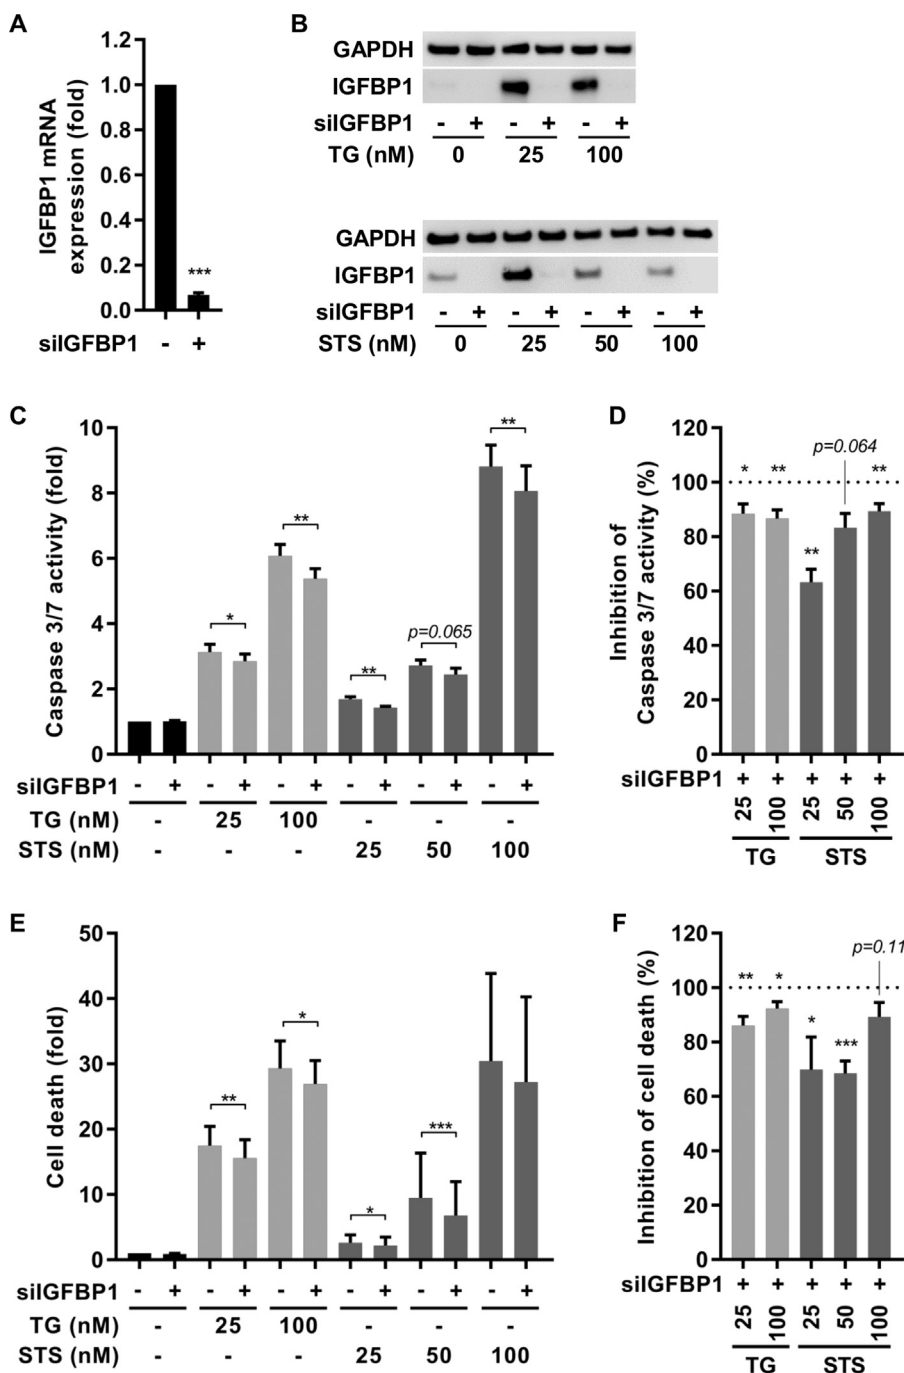 A
IGFBP1 mRNA
expression (fold)
1.2
1.0
0.8
0.6
0.4
0.2
0.0
***
siIGFBP1 - +
B
GAPDH
IGFBP1
siIGFBP1 - + - + - +
TG (nM) 0 25 100
GAPDH
IGFBP1
siIGFBP1 - + - + - + - +
STS (nM) 0 25 50 100
C
Caspase 3/7 activity (fold)
10
8
6
4
2
0
* ** ** p=0.065 **
siIGFBP1 - + - + - + - + - + - +
TG (nM) - 25 100 - - -
STS (nM) - - - 25 50 100
D
Inhibition of
Caspase 3/7 activity (%)
120
100
80
60
40
20
0
* ** ** p=0.064 **
siIGFBP1 + + + + +
25 100 25 50 100
TG STS
E
Cell death (fold)
50
40
30
20
10
0
** * * ***
siIGFBP1 - + - + - + - + - + - +
TG (nM) - 25 100 - - -
STS (nM) - - - 25 50 100
F
Inhibition of cell death (%)
120
100
80
60
40
20
0
** * * *** p=0.11
siIGFBP1 + + + + +
25 100 25 50 100
TG STS